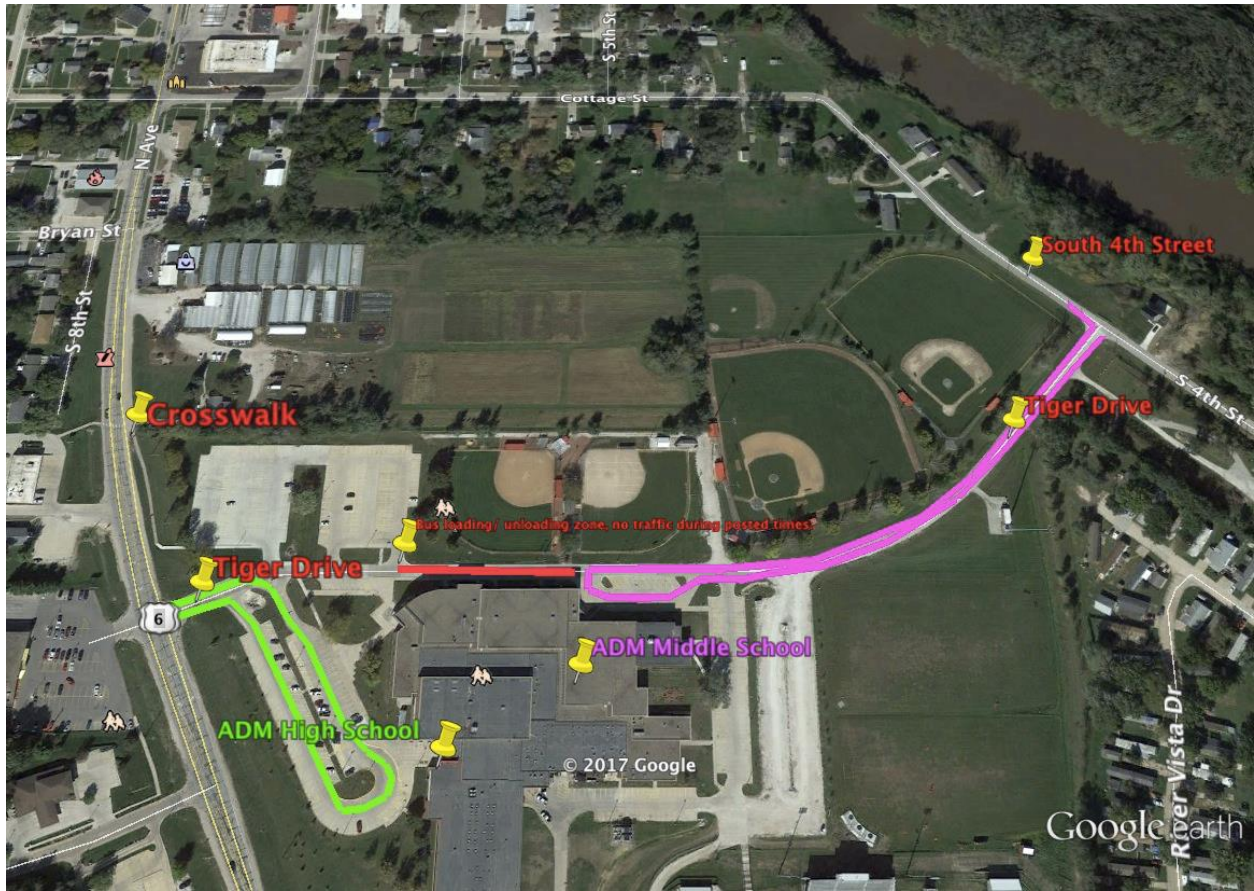 S 5th St
Cottage St
N Ave
Bryan St
South 4th Street
S 8th St
S 4th St
Crosswalk
Tiger Drive
Bus loading/ unloading zone, no traffic during posted times.
Tiger Drive
6
ADM Middle School
ADM High School
River Vista Dr
© 2017 Google
Google earth